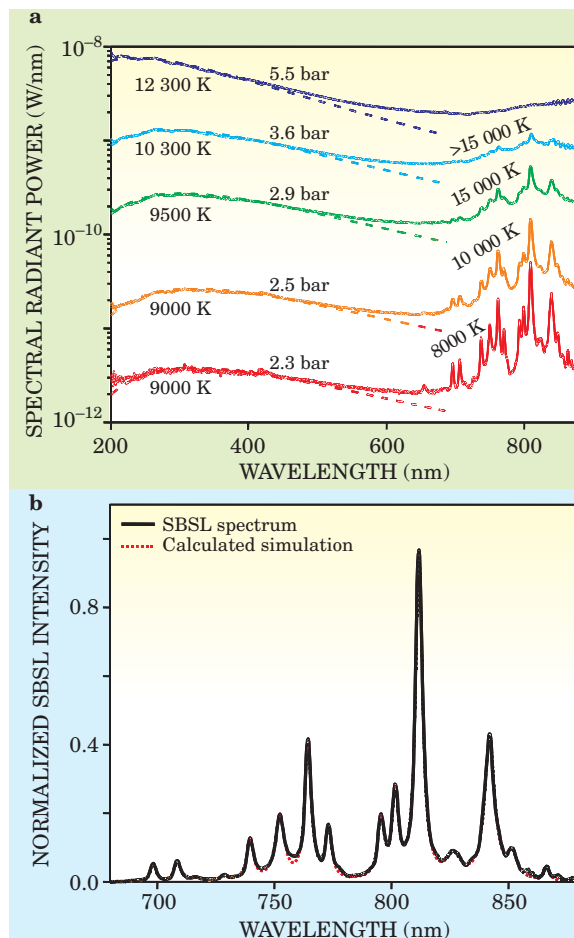 a
SPECTRAL RADIANT POWER (W/nm)
10⁻⁸
10⁻¹⁰
10⁻¹²
12 300 K
5.5 bar
10 300 K
3.6 bar
>15 000 K
9500 K
2.9 bar
15 000 K
9000 K
2.5 bar
10 000 K
9000 K
2.3 bar
8000 K
200 400 600 800
WAVELENGTH (nm)
b
NORMALIZED SBSL INTENSITY
SBSL spectrum
Calculated simulation
0.8
0.4
0.0
700 750 800 850
WAVELENGTH (nm)